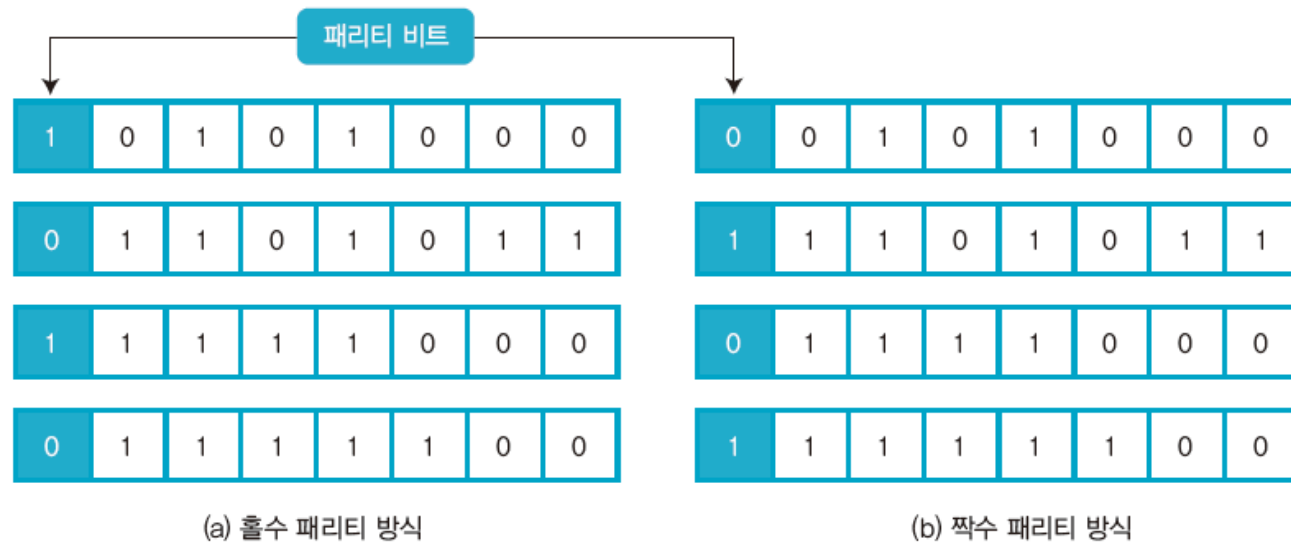 패리티 비트
1 0 1 0 1 0 0 0
0 0 1 0 1 0 0 0
0 1 1 0 1 0 1 1
1 1 1 0 1 0 1 1
1 1 1 1 1 0 0 0
0 1 1 1 1 0 0 0
0 1 1 1 1 1 0 0
1 1 1 1 1 1 0 0
(a) 홀수 패리티 방식
(b) 짝수 패리티 방식